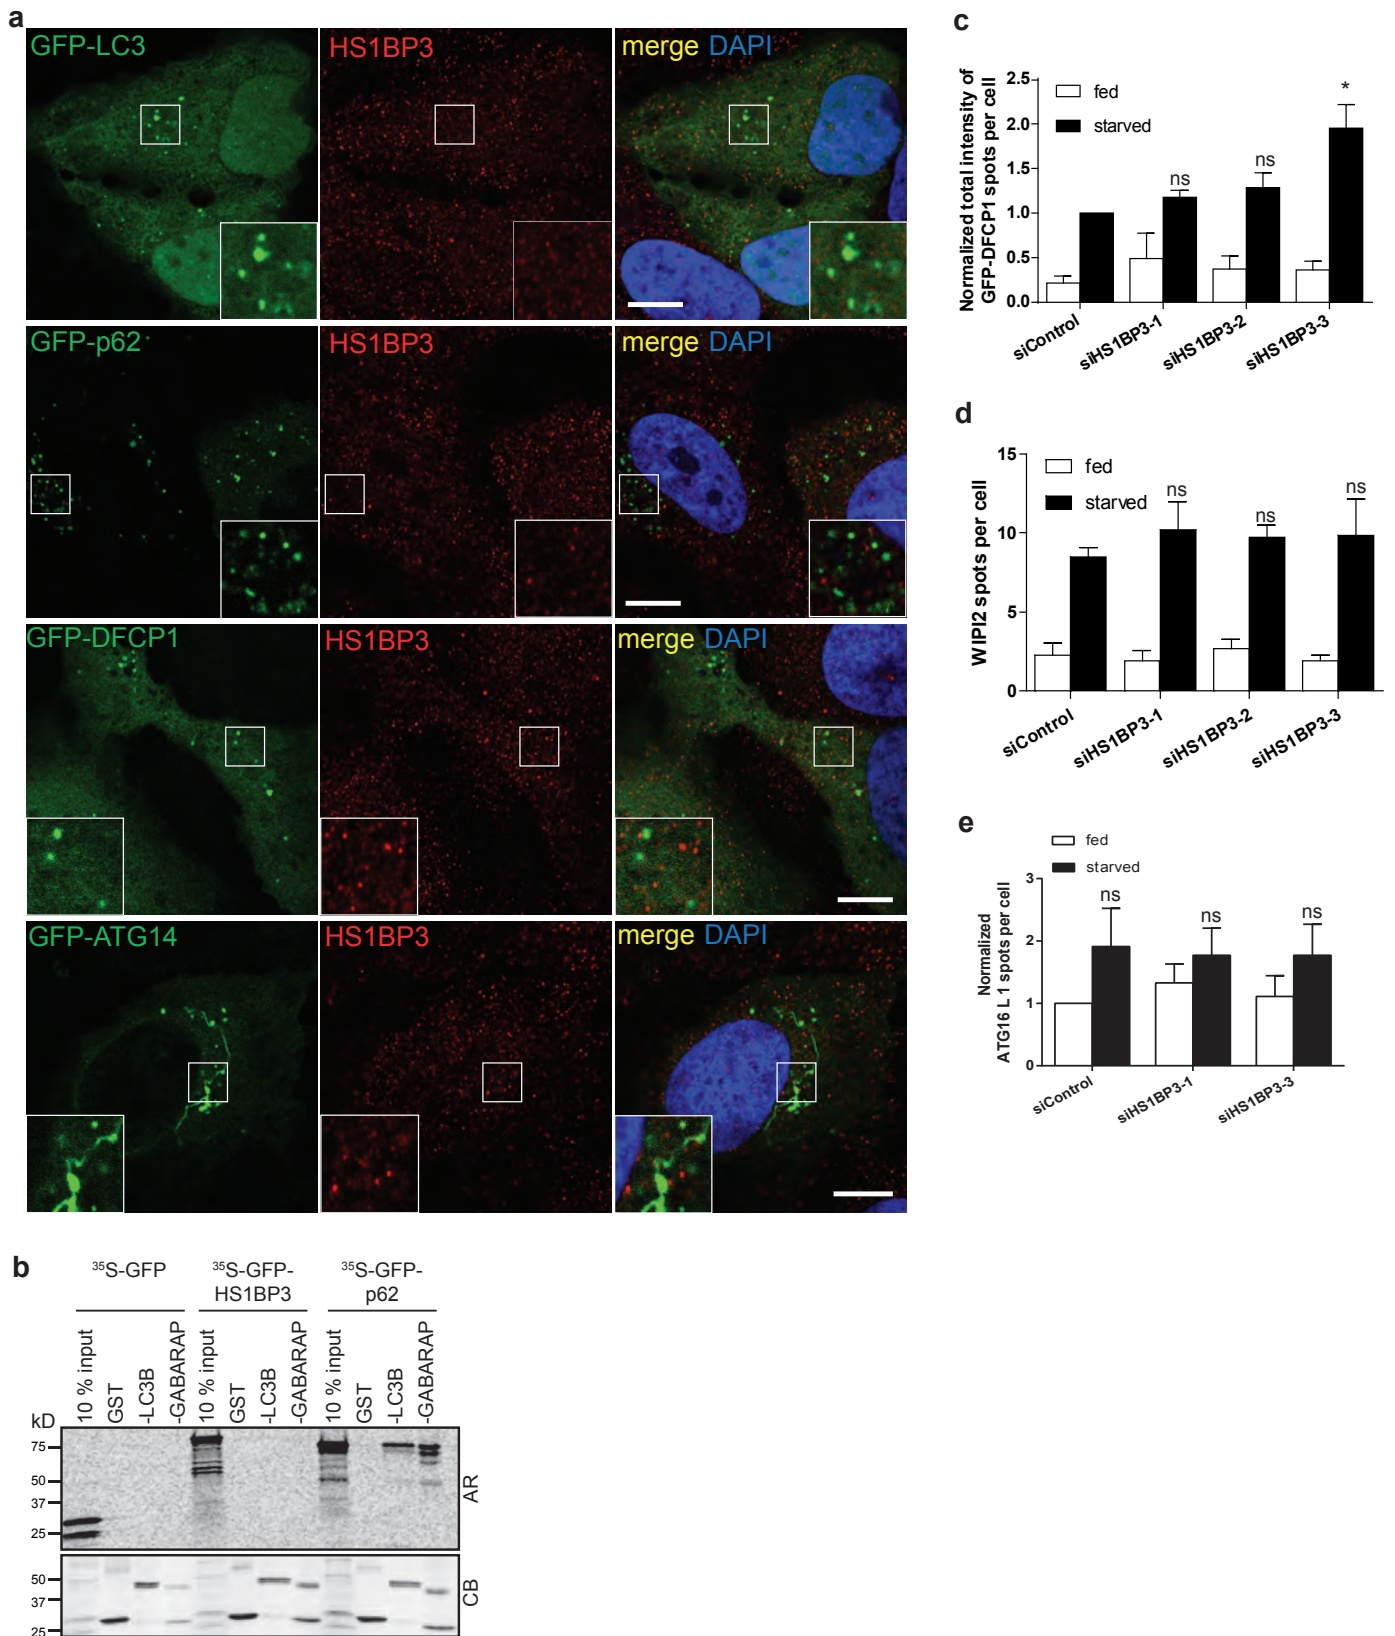 a
GFP-LC3
HS1BP3
merge DAPI
GFP-p62
HS1BP3
merge DAPI
GFP-DFCP1
HS1BP3
merge DAPI
GFP-ATG14
HS1BP3
merge DAPI
b
35S-GFP
35S-GFP-
HS1BP3
35S-GFP-
p62
10 % input
GST
-LC3B
-GABARAP
10 % input
GST
-LC3B
-GABARAP
10 % input
GST
-LC3B
-GABARAP
kD
75
50
37
25
AR
50
37
25
CB
c
Normalized total intensity of
GFP-DFCP1 spots per cell
2.5
2.0
1.5
1.0
0.5
0.0
fed
starved
ns
ns
*
siControl
siHS1BP3-1
siHS1BP3-2
siHS1BP3-3
d
WIPI2 spots per cell
15
10
5
0
fed
starved
ns
ns
ns
siControl
siHS1BP3-1
siHS1BP3-2
siHS1BP3-3
e
fed
starved
Normalized
ATG16 L 1 spots per cell
3
2
1
0
ns
ns
ns
siControl
siHS1BP3-1
siHS1BP3-3